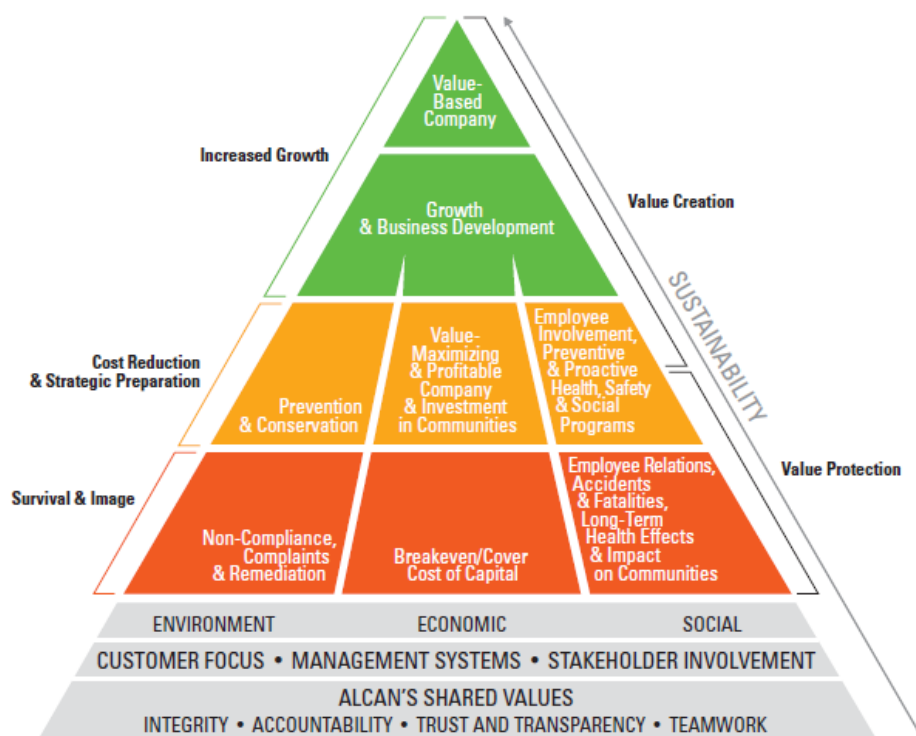 Value-
Based
Company
Increased Growth
Growth
& Business Development
Value Creation
SUSTAINABILITY
Cost Reduction
& Strategic Preparation
Prevention
& Conservation
Value-
Maximizing
& Profitable
Company
& Investment
in Communities
Employee
Involvement,
Preventive
& Proactive
Health, Safety
& Social
Programs
Value Protection
Survival & Image
Non-Compliance,
Complaints
& Remediation
Breakeven/Cover
Cost of Capital
Employee Relations,
Accidents
& Fatalities,
Long-Term
Health Effects
& Impact
on Communities
ENVIRONMENT ECONOMIC SOCIAL
CUSTOMER FOCUS • MANAGEMENT SYSTEMS • STAKEHOLDER INVOLVEMENT
ALCAN'S SHARED VALUES
INTEGRITY • ACCOUNTABILITY • TRUST AND TRANSPARENCY • TEAMWORK